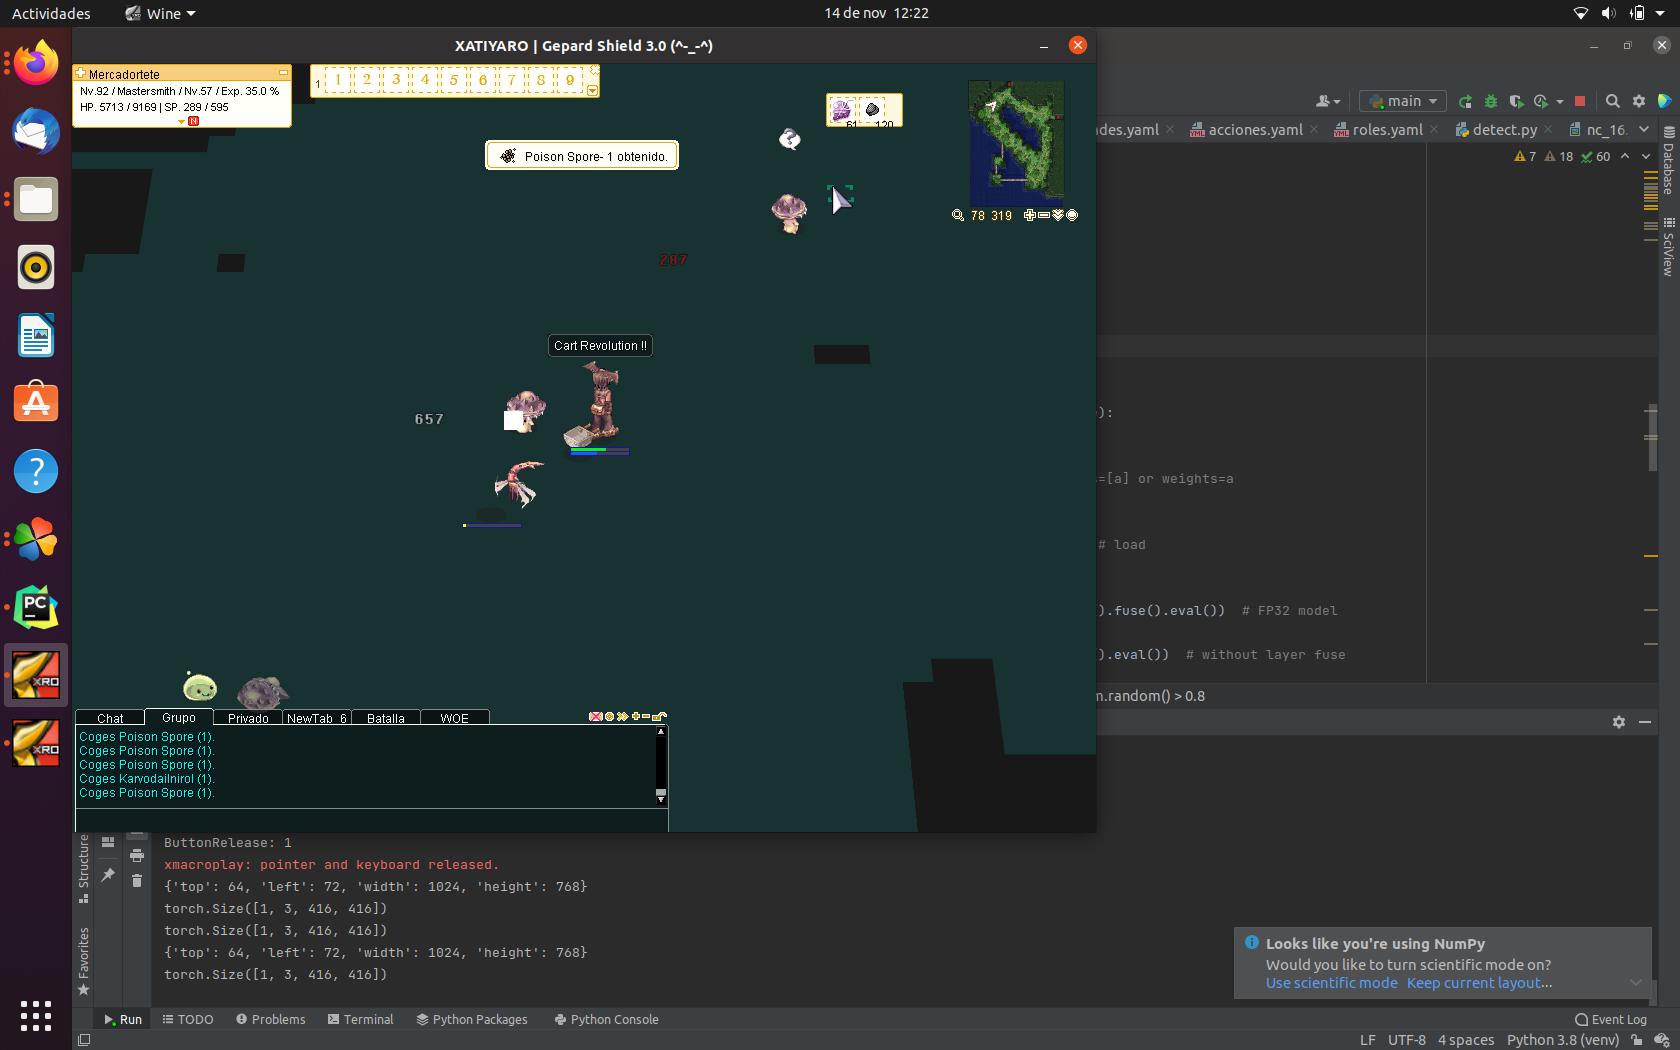 Actividades
Wine
14 de nov 12:22
XATIYARO | Gepard Shield 3.0 (^-_-^)
Mercadortete
Nv.92 / Mastersmith / Nv.57 / Exp. 35.0 %
HP. 5713 / 9169 | SP. 289 / 595
N
1 1 2 3 4 5 6 7 8 9
61 120
Poison Spore- 1 obtenido.
78 319
287
Cart Revolution !!
657
Chat Grupo Privado NewTab 6 Batalla WOE
Coges Poison Spore (1).
Coges Poison Spore (1).
Coges Poison Spore (1).
Coges Karvodailnirol (1).
Coges Poison Spore (1).
main
des.yaml acciones.yaml roles.yaml detect.py nc_16.
7 18 60
Database
SciView
):
=[a] or weights=a
# load
).fuse().eval()) # FP32 model
).eval()) # without layer fuse
m.random() > 0.8
ButtonRelease: 1
xmacroplay: pointer and keyboard released.
{'top': 64, 'left': 72, 'width': 1024, 'height': 768}
torch.Size([1, 3, 416, 416])
torch.Size([1, 3, 416, 416])
{'top': 64, 'left': 72, 'width': 1024, 'height': 768}
torch.Size([1, 3, 416, 416])
Structure
Favorites
PC
XRO
XRO
Looks like you're using NumPy
Would you like to turn scientific mode on?
Use scientific mode Keep current layout...
Run TODO Problems Terminal Python Packages Python Console
Event Log
LF UTF-8 4 spaces Python 3.8 (venv)